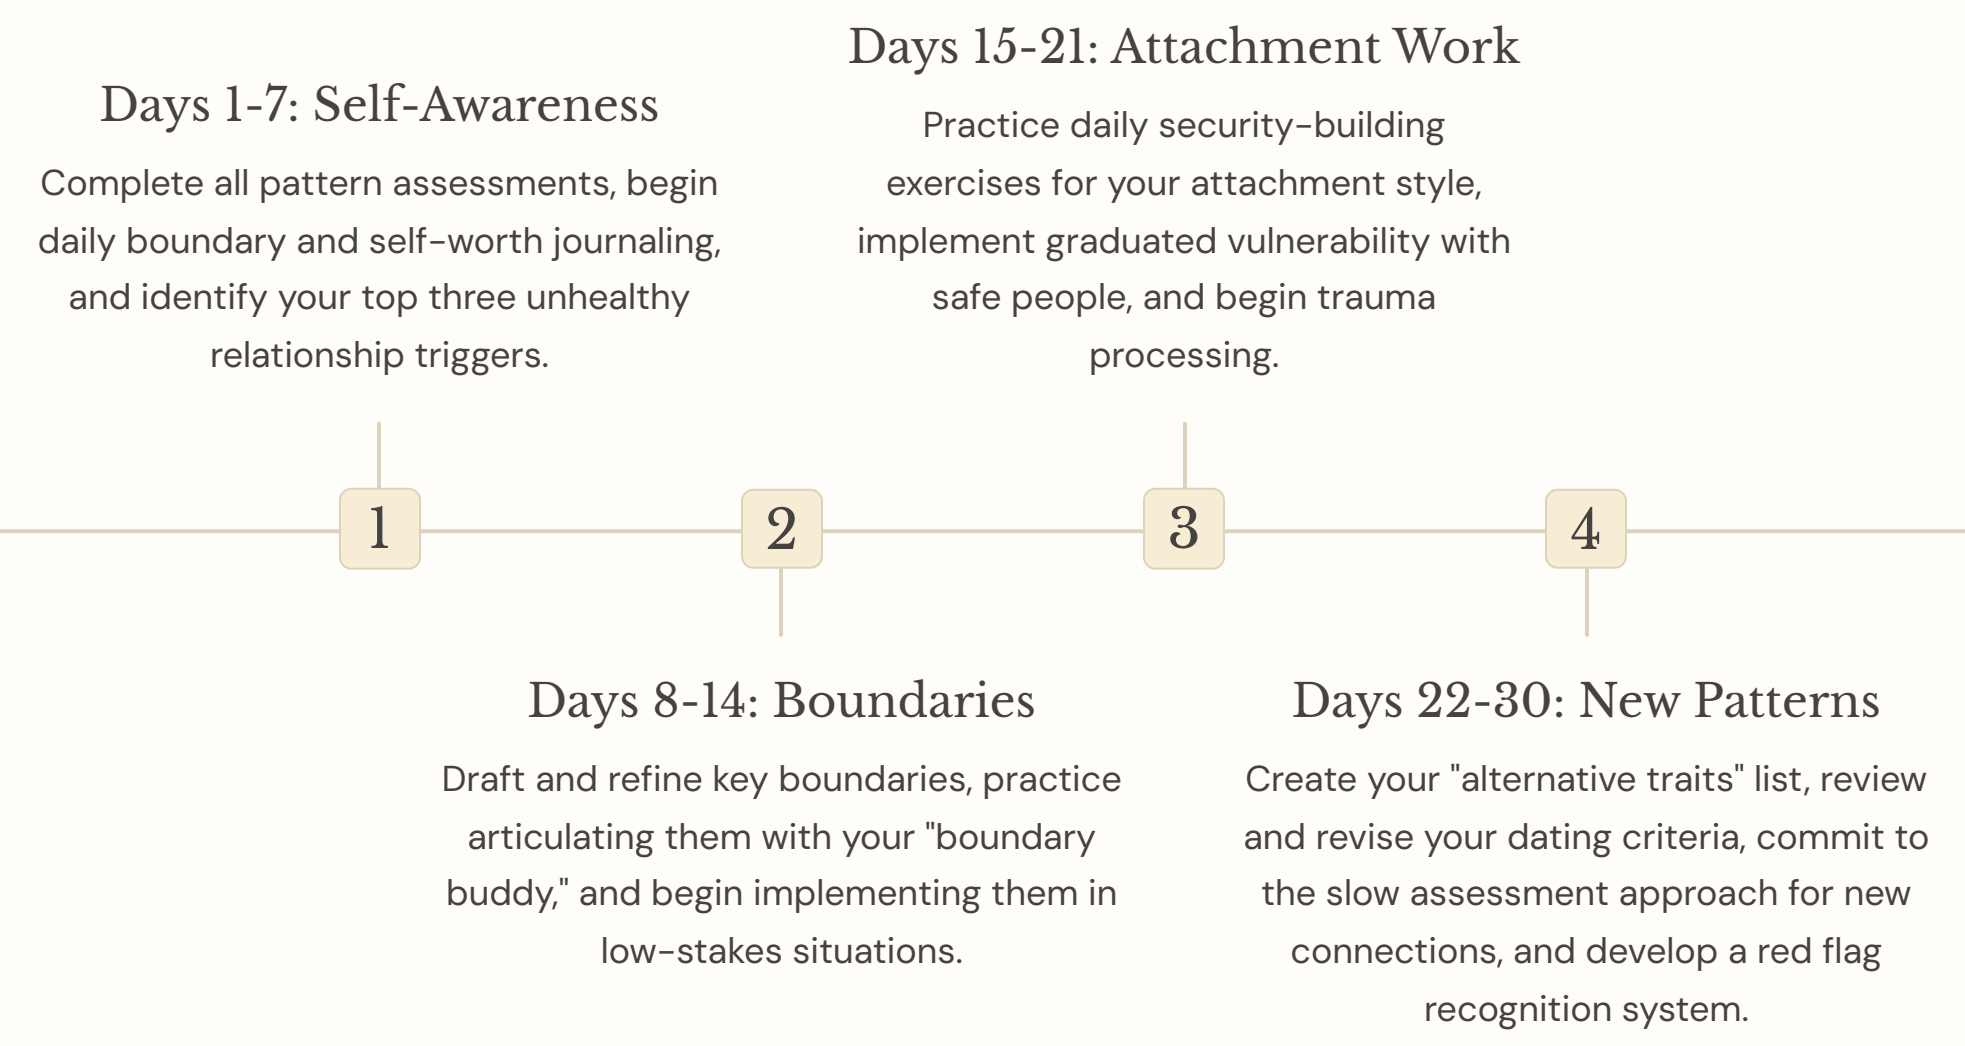 Days 1-7: Self-Awareness
Complete all pattern assessments, begin
daily boundary and self-worth journaling,
and identify your top three unhealthy
relationship triggers.
1
Days 8-14: Boundaries
Draft and refine key boundaries, practice
articulating them with your "boundary
buddy," and begin implementing them in
low-stakes situations.
2
Days 15-21: Attachment Work
Practice daily security-building
exercises for your attachment style,
implement graduated vulnerability with
safe people, and begin trauma
processing.
3
Days 22-30: New Patterns
Create your "alternative traits" list, review
and revise your dating criteria, commit to
the slow assessment approach for new
connections, and develop a red flag
recognition system.
4